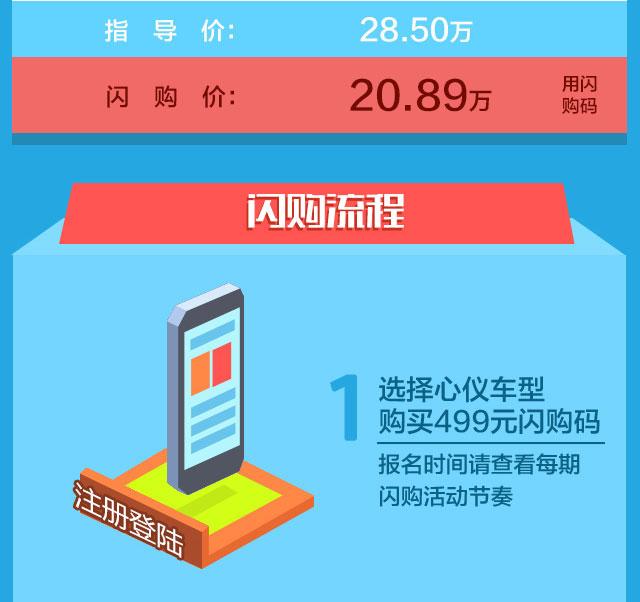 指导价: 28.50万
闪购价: 20.89万 用闪
购码
闪购流程
1 选择心仪车型
购买499元闪购码
报名时间请查看每期
闪购活动节奏
注册登陆